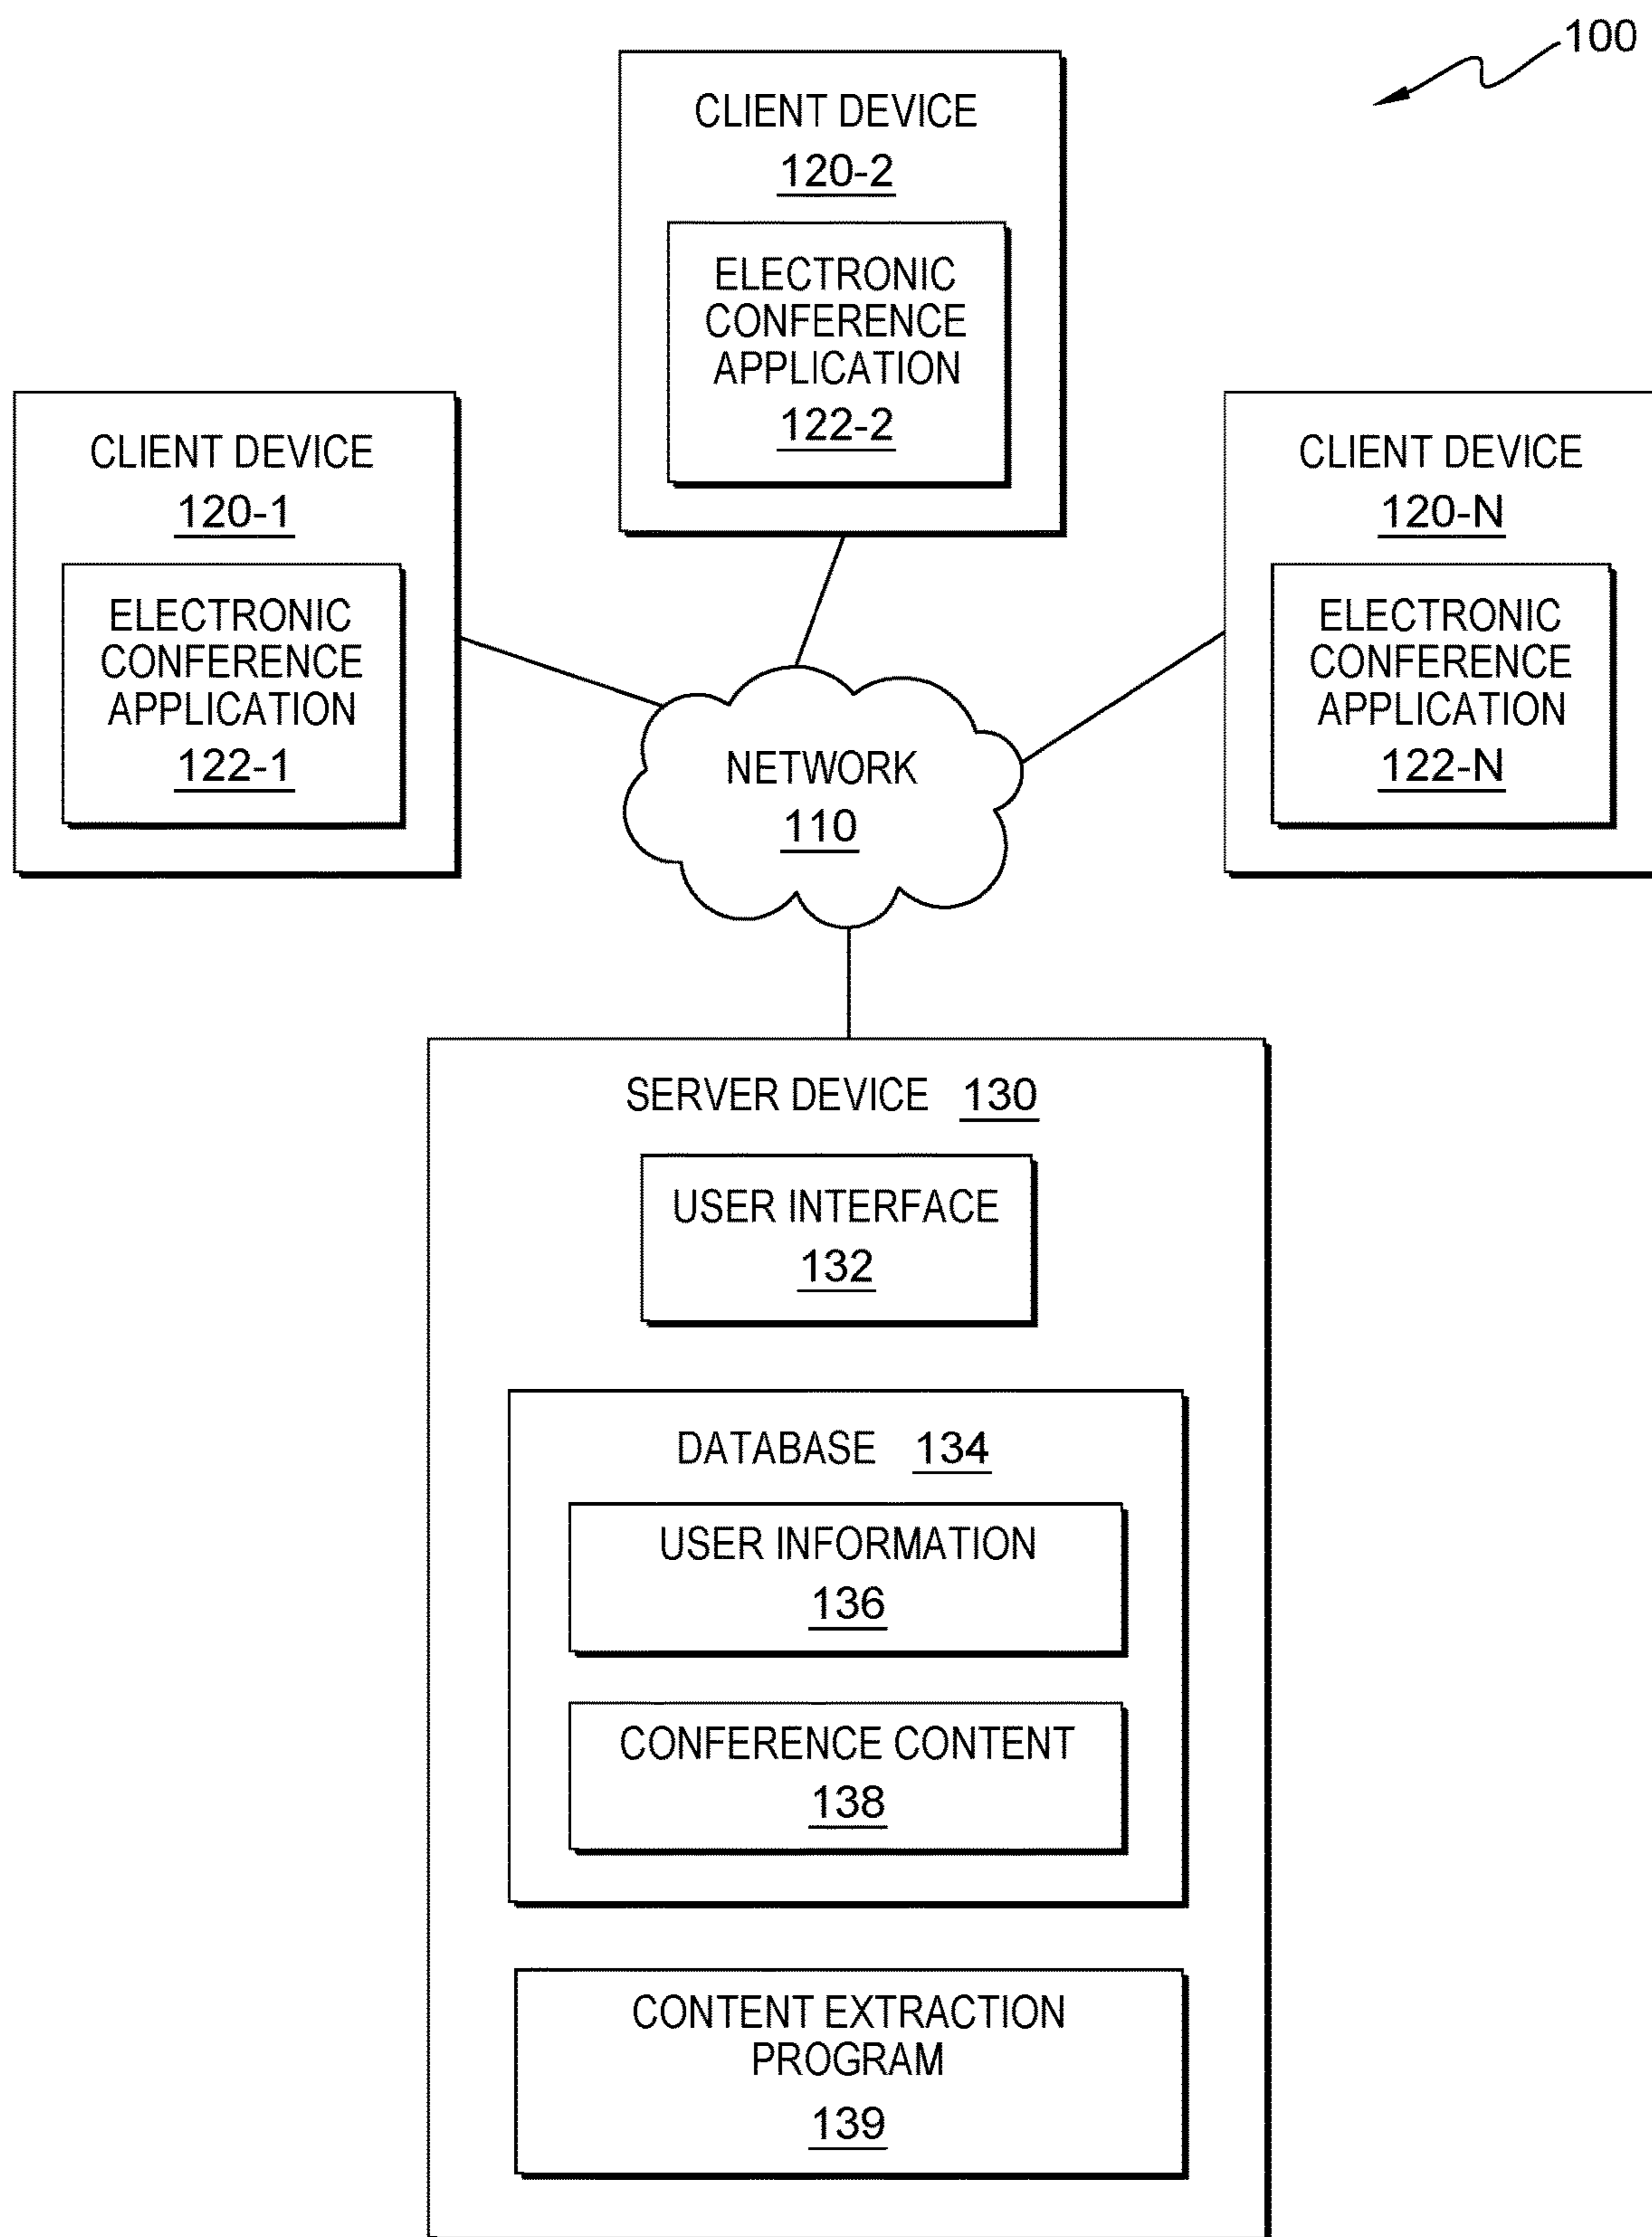 100
CLIENT DEVICE
120-2
ELECTRONIC
CONFERENCE
APPLICATION
122-2
CLIENT DEVICE
120-1
ELECTRONIC
CONFERENCE
APPLICATION
122-1
CLIENT DEVICE
120-N
ELECTRONIC
CONFERENCE
APPLICATION
122-N
NETWORK
110
SERVER DEVICE 130
USER INTERFACE
132
DATABASE 134
USER INFORMATION
136
CONFERENCE CONTENT
138
CONTENT EXTRACTION
PROGRAM
139